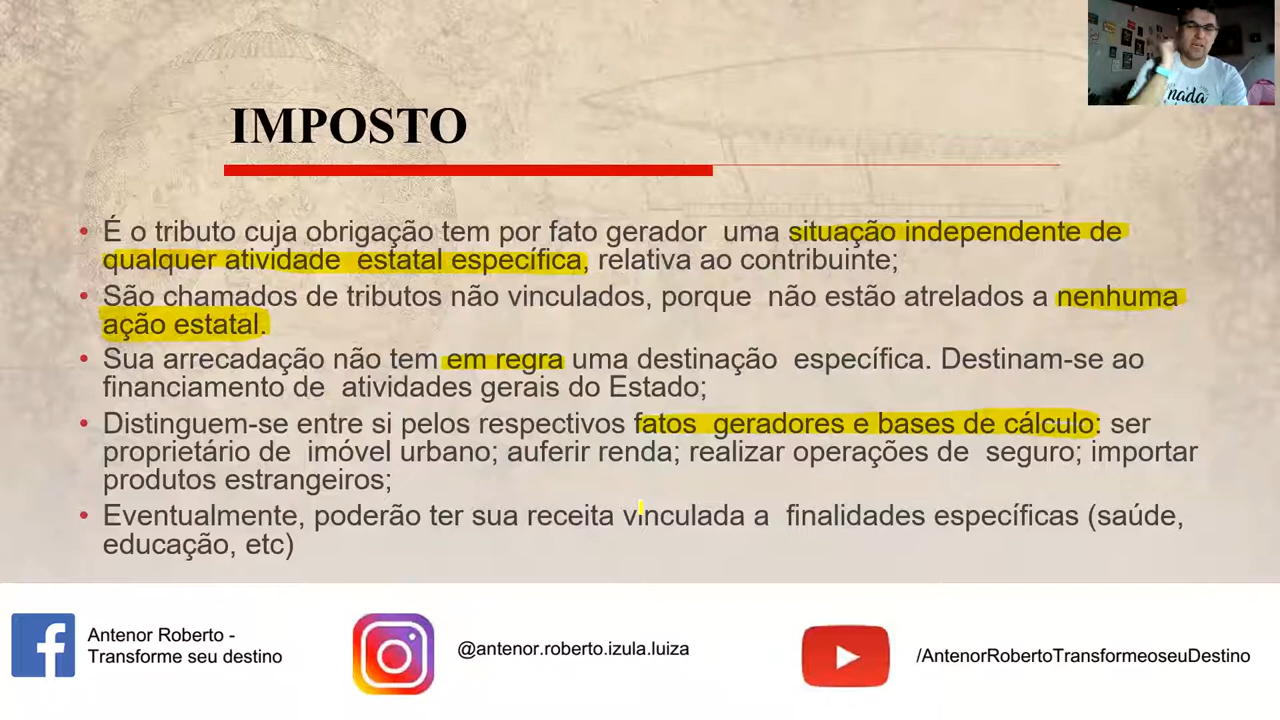 IMPOSTO
É o tributo cuja obrigação tem por fato gerador uma situação independente de
qualquer atividade estatal específica, relativa ao contribuinte;
São chamados de tributos não vinculados, porque não estão atrelados a nenhuma
ação estatal.
Sua arrecadação não tem em regra uma destinação específica. Destinam-se ao
financiamento de atividades gerais do Estado;
Distinguem-se entre si pelos respectivos fatos geradores e bases de cálculo: ser
proprietário de imóvel urbano; auferir renda; realizar operações de seguro; importar
produtos estrangeiros;
Eventualmente, poderão ter sua receita vinculada a finalidades específicas (saúde,
educação, etc)
Antenor Roberto -
Transforme seu destino
@antenor.roberto.izula.luiza
/AntenorRobertoTransformeoseuDestino